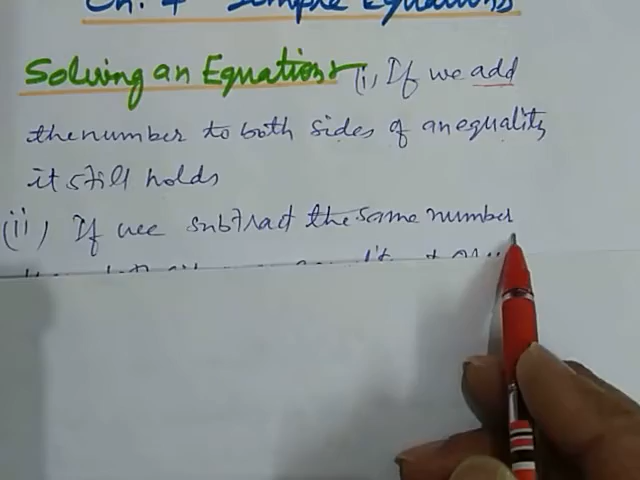 Ch. 4 Simple Equations
Solving an Equation:- (i) If we add
the number to both sides of an equality
it still holds
(ii) If we subtract the same number